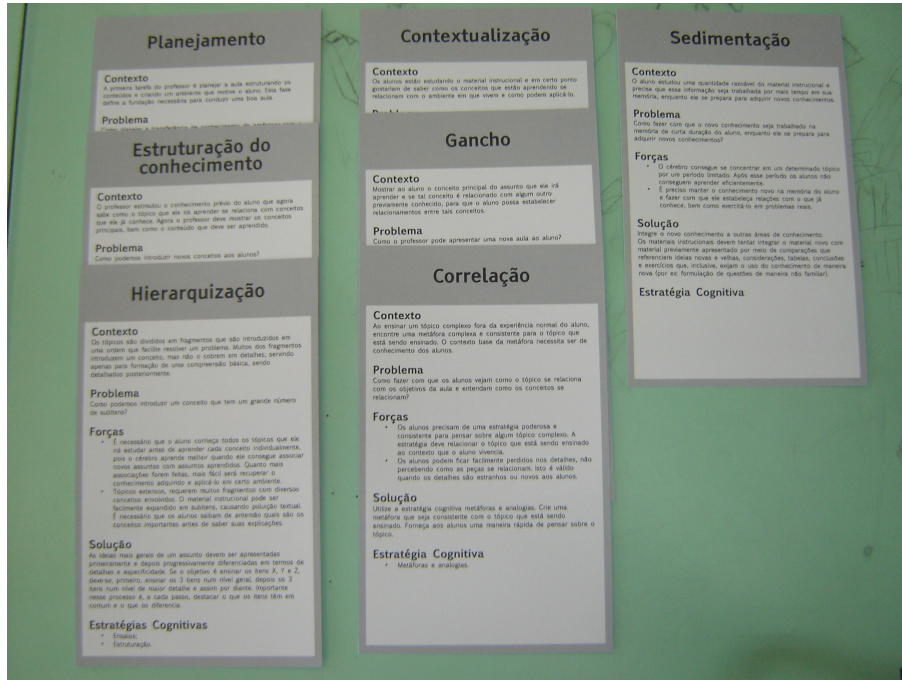 Planejamento
Contexto
A primeira tarefa do professor é planejar a aula estruturando os
conteúdos e criando um ambiente que motive o aluno. Esta fase
define a fundação necessária para conduzir uma boa aula.
Problema
Estruturação do
conhecimento
Contexto
O professor estimulou o conhecimento prévio do aluno que agora
sabe como o tópico que ele irá aprender se relaciona com conceitos
que ele já conhece. Agora o professor deve mostrar os conceitos
principais, bem como o conteúdo que deve ser aprendido.
Problema
Como podemos introduzir novos conceitos aos alunos?
Hierarquização
Contexto
Os tópicos são divididos em fragmentos que são introduzidos em
uma ordem que facilite resolver um problema. Muitos dos fragmentos
introduzem um conceito, mas não o cobrem em detalhes, servindo
apenas para formação de uma compreensão básica, sendo
detalhados posteriormente.
Problema
Como podemos introduzir um conceito que tem um grande número
de subitens?
Forças
• É necessário que o aluno conheça todos os tópicos que ele
irá estudar antes de aprender cada conceito individualmente,
pois o cérebro aprende melhor quando ele consegue associar
novos assuntos com assuntos aprendidos. Quanto mais
associações forem feitas, mais fácil será recuperar o
conhecimento adquirido e aplicá-lo em certo ambiente.
• Tópicos extensos, requerem muitos fragmentos com diversos
conceitos envolvidos. O material instrucional pode ser
facilmente expandido em subitens, causando poluição textual.
É necessário que os alunos saibam de antemão quais são os
conceitos importantes antes de saber suas explicações.
Solução
As ideias mais gerais de um assunto devem ser apresentadas
primeiramente e depois progressivamente diferenciadas em termos de
detalhes e especificidade. Se o objetivo é ensinar os itens X, Y e Z,
deve-se, primeiro, ensinar os 3 itens num nível geral, depois os 3
itens num nível de maior detalhe e assim por diante. Importante
nesse processo é, a cada passo, destacar o que os itens têm em
comum e o que os diferencia.
Estratégias Cognitivas
• Ensaios;
• Estruturação.
Contextualização
Contexto
Os alunos estão estudando o material instrucional e em certo ponto
gostariam de saber como os conceitos que estão aprendendo se
relacionam com o ambiente em que vivem e como podem aplicá-lo.
Gancho
Contexto
Mostrar ao aluno o conceito principal do assunto que ele irá
aprender e se tal conceito é relacionado com algum outro
previamente conhecido, para que o aluno possa estabelecer
relacionamentos entre tais conceitos.
Problema
Como o professor pode apresentar uma nova aula ao aluno?
Correlação
Contexto
Ao ensinar um tópico complexo fora da experiência normal do aluno,
encontre uma metáfora complexa e consistente para o tópico que
está sendo ensinado. O contexto base da metáfora necessita ser de
conhecimento dos alunos.
Problema
Como fazer com que os alunos vejam como o tópico se relaciona
com os objetivos da aula e entendam como os conceitos se
relacionam?
Forças
• Os alunos precisam de uma estratégia poderosa e
consistente para pensar sobre algum tópico complexo. A
estratégia deve relacionar o tópico que está sendo ensinado
ao contexto que o aluno vivencia.
• Os alunos podem ficar facilmente perdidos nos detalhes, não
percebendo como as peças se relacionam. Isto é válido
quando os detalhes são estranhos ou novos aos alunos.
Solução
Utilize a estratégia cognitiva metáforas e analogias. Crie uma
metáfora que seja consistente com o tópico que está sendo
ensinado. Forneça aos alunos uma maneira rápida de pensar sobre o
tópico.
Estratégia Cognitiva
• Metáforas e analogias.
Sedimentação
Contexto
O aluno estudou uma quantidade razoável do material instrucional e
precisa que essa informação seja trabalhada por mais tempo em sua
memória, enquanto ele se prepara para adquirir novos conhecimentos.
Problema
Como fazer com que o novo conhecimento seja trabalhado na
memória de curta duração do aluno, enquanto ele se prepara para
adquirir novos conhecimentos?
Forças
• O cérebro consegue se concentrar em um determinado tópico
por um período limitado. Após esse período os alunos não
conseguem aprender eficientemente.
• É preciso manter o conhecimento novo na memória do aluno
e fazer com que ele estabeleça relações com o que já
conhece, bem como exercitá-lo em problemas reais.
Solução
Integre o novo conhecimento a outras áreas de conhecimento.
Os materiais instrucionais devem tentar integrar o material novo com
material previamente apresentado por meio de comparações que
referenciem ideias novas e velhas, considerações, tabelas, conclusões
e exercícios que, inclusive, exijam o uso do conhecimento de maneira
nova (por ex: formulação de questões de maneira não familiar).
Estratégia Cognitiva